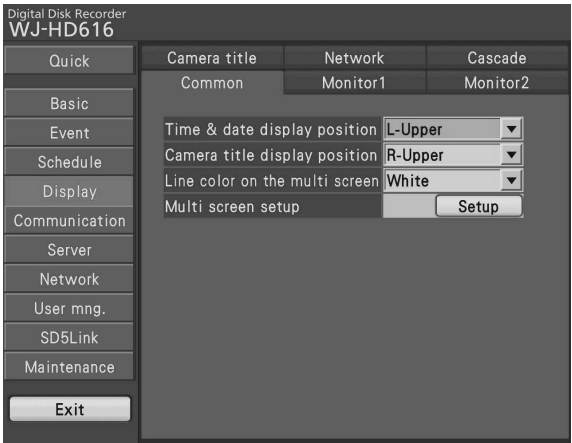 Digital Disk Recorder
WJ-HD616
Quick
Basic
Event
Schedule
Display
Communication
Server
Network
User mng.
SD5Link
Maintenance
Exit
Camera title Network Cascade
Common Monitor1 Monitor2
Time & date display position L-Upper
Camera title display position R-Upper
Line color on the multi screen White
Multi screen setup Setup